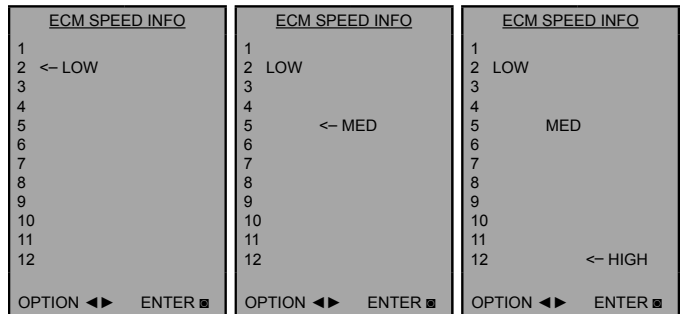 ECM SPEED INFO
1
2 <– LOW
3
4
5
6
7
8
9
10
11
12
OPTION ◄► ENTER ◙
ECM SPEED INFO
1
2 LOW
3
4
5 <– MED
6
7
8
9
10
11
12
OPTION ◄► ENTER ◙
ECM SPEED INFO
1
2 LOW
3
4
5 MED
6
7
8
9
10
11
12 <– HIGH
OPTION ◄► ENTER ◙